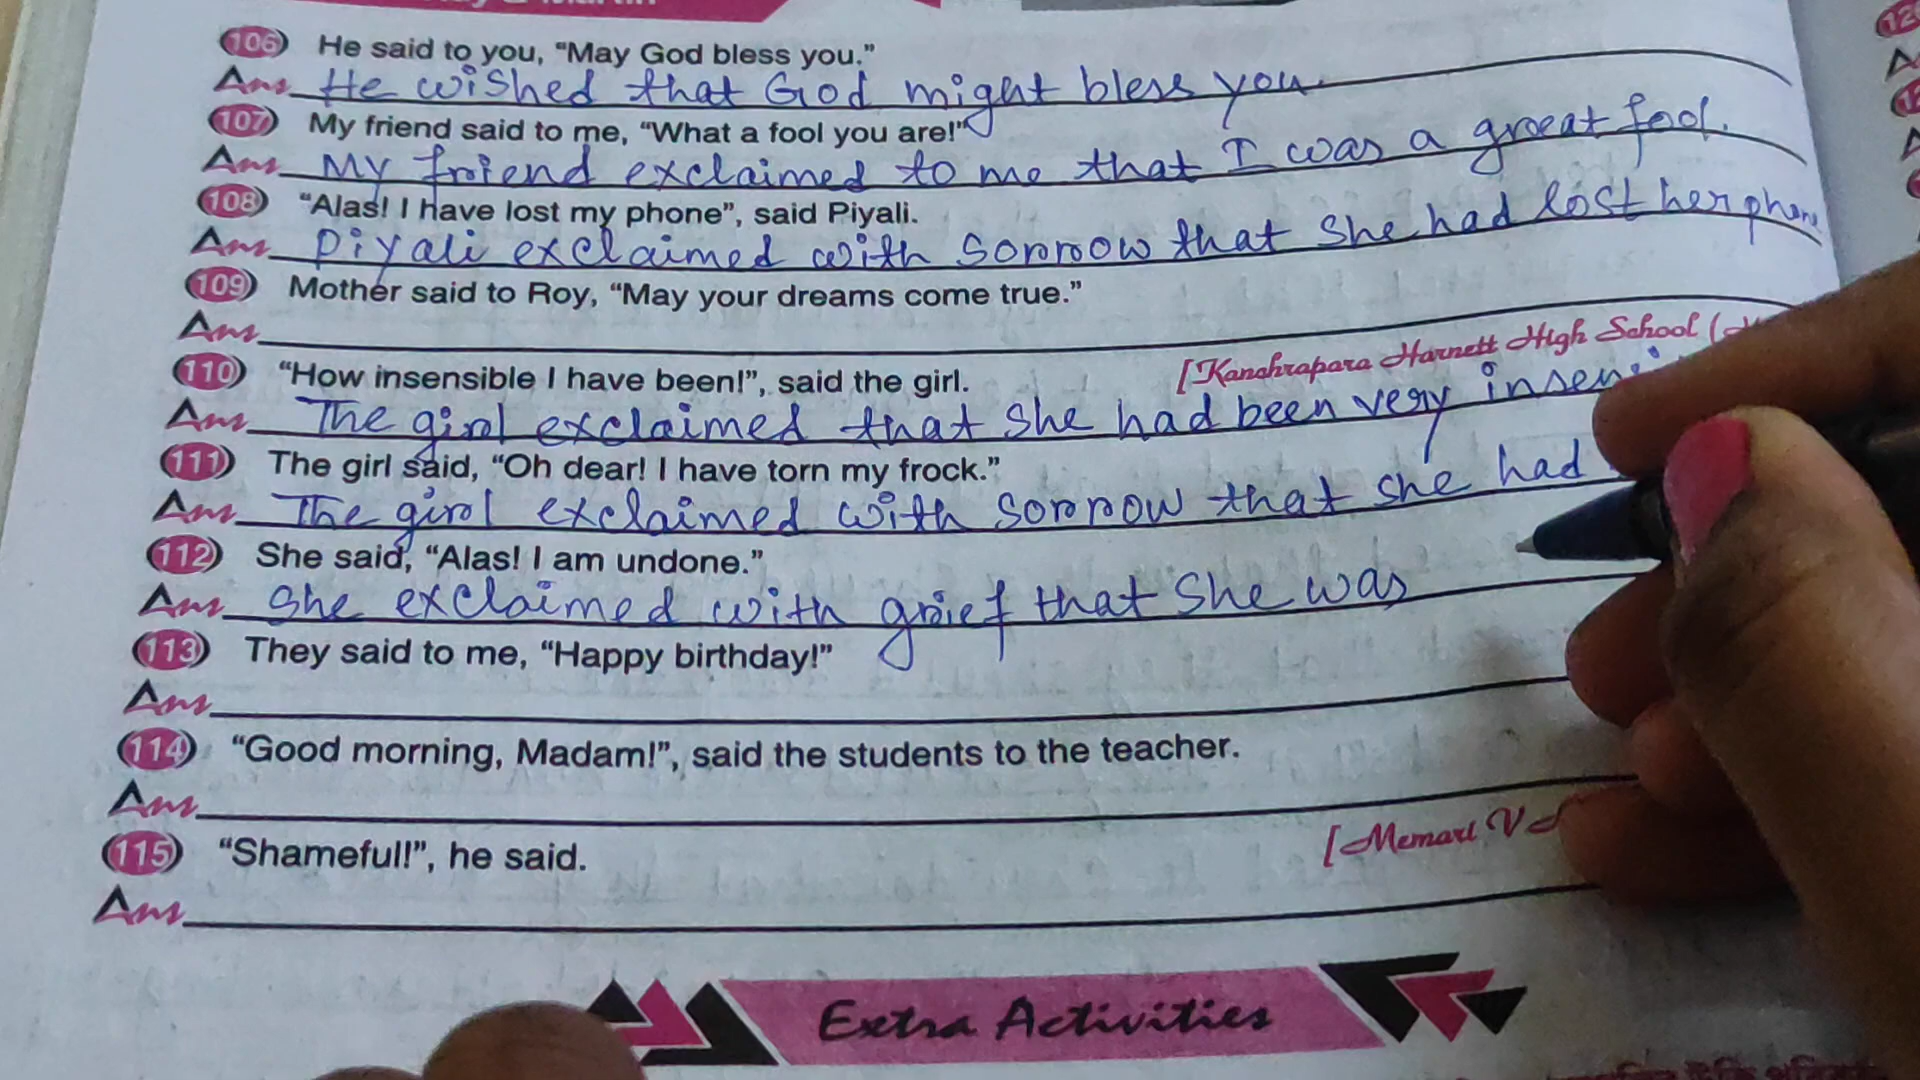 106 He said to you, “May God bless you.”
Ans He wished that God might bless you.
107 My friend said to me, “What a fool you are!”
Ans My friend exclaimed to me that I was a great fool.
108 “Alas! I have lost my phone”, said Piyali.
Ans Piyali exclaimed with sorrow that she had lost her phone
109 Mother said to Roy, “May your dreams come true.”
Ans
[Kanchrapara Harnett High School (
110 “How insensible I have been!”, said the girl.
Ans The girl exclaimed that she had been very insensi
111 The girl said, “Oh dear! I have torn my frock.”
Ans The girl exclaimed with sorrow that she had
112 She said, “Alas! I am undone.”
Ans She exclaimed with grief that she was
113 They said to me, “Happy birthday!”
Ans
114 “Good morning, Madam!”, said the students to the teacher.
Ans
[Memari V
115 “Shameful!”, he said.
Ans
Extra Activities